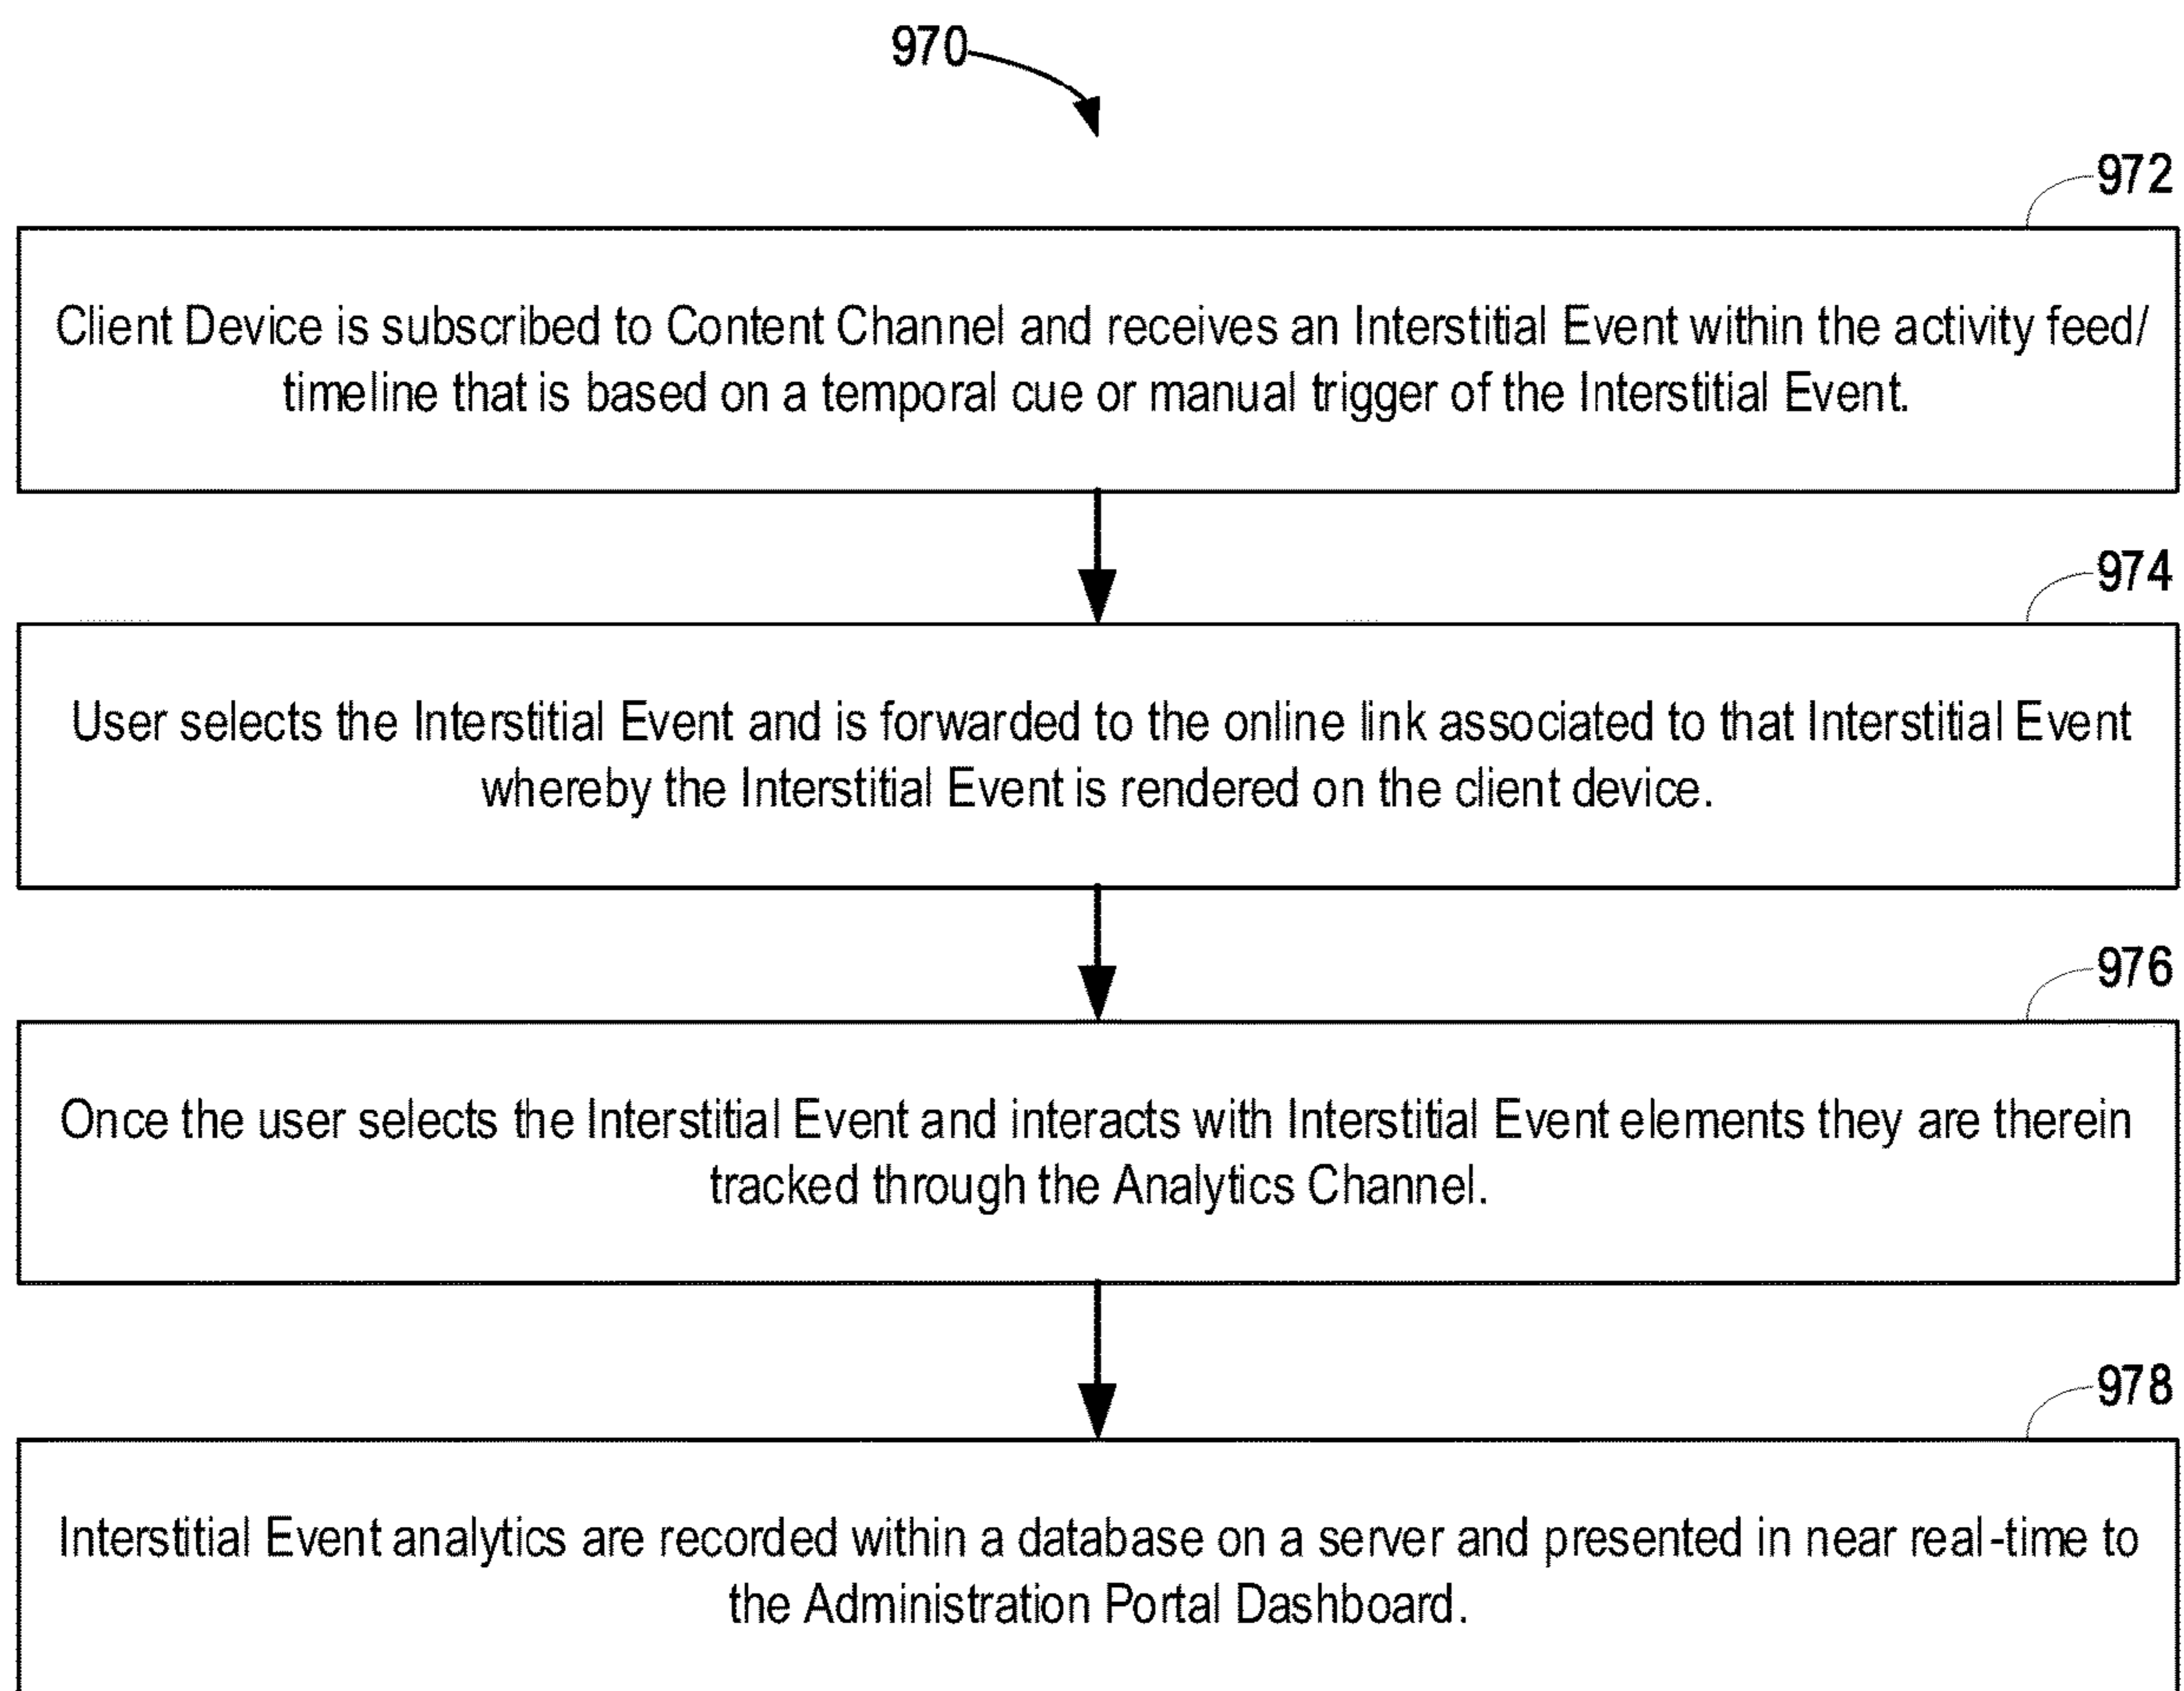 970
972
Client Device is subscribed to Content Channel and receives an Interstitial Event within the activity feed/
timeline that is based on a temporal cue or manual trigger of the Interstitial Event.
974
User selects the Interstitial Event and is forwarded to the online link associated to that Interstitial Event
whereby the Interstitial Event is rendered on the client device.
976
Once the user selects the Interstitial Event and interacts with Interstitial Event elements they are therein
tracked through the Analytics Channel.
978
Interstitial Event analytics are recorded within a database on a server and presented in near real-time to
the Administration Portal Dashboard.